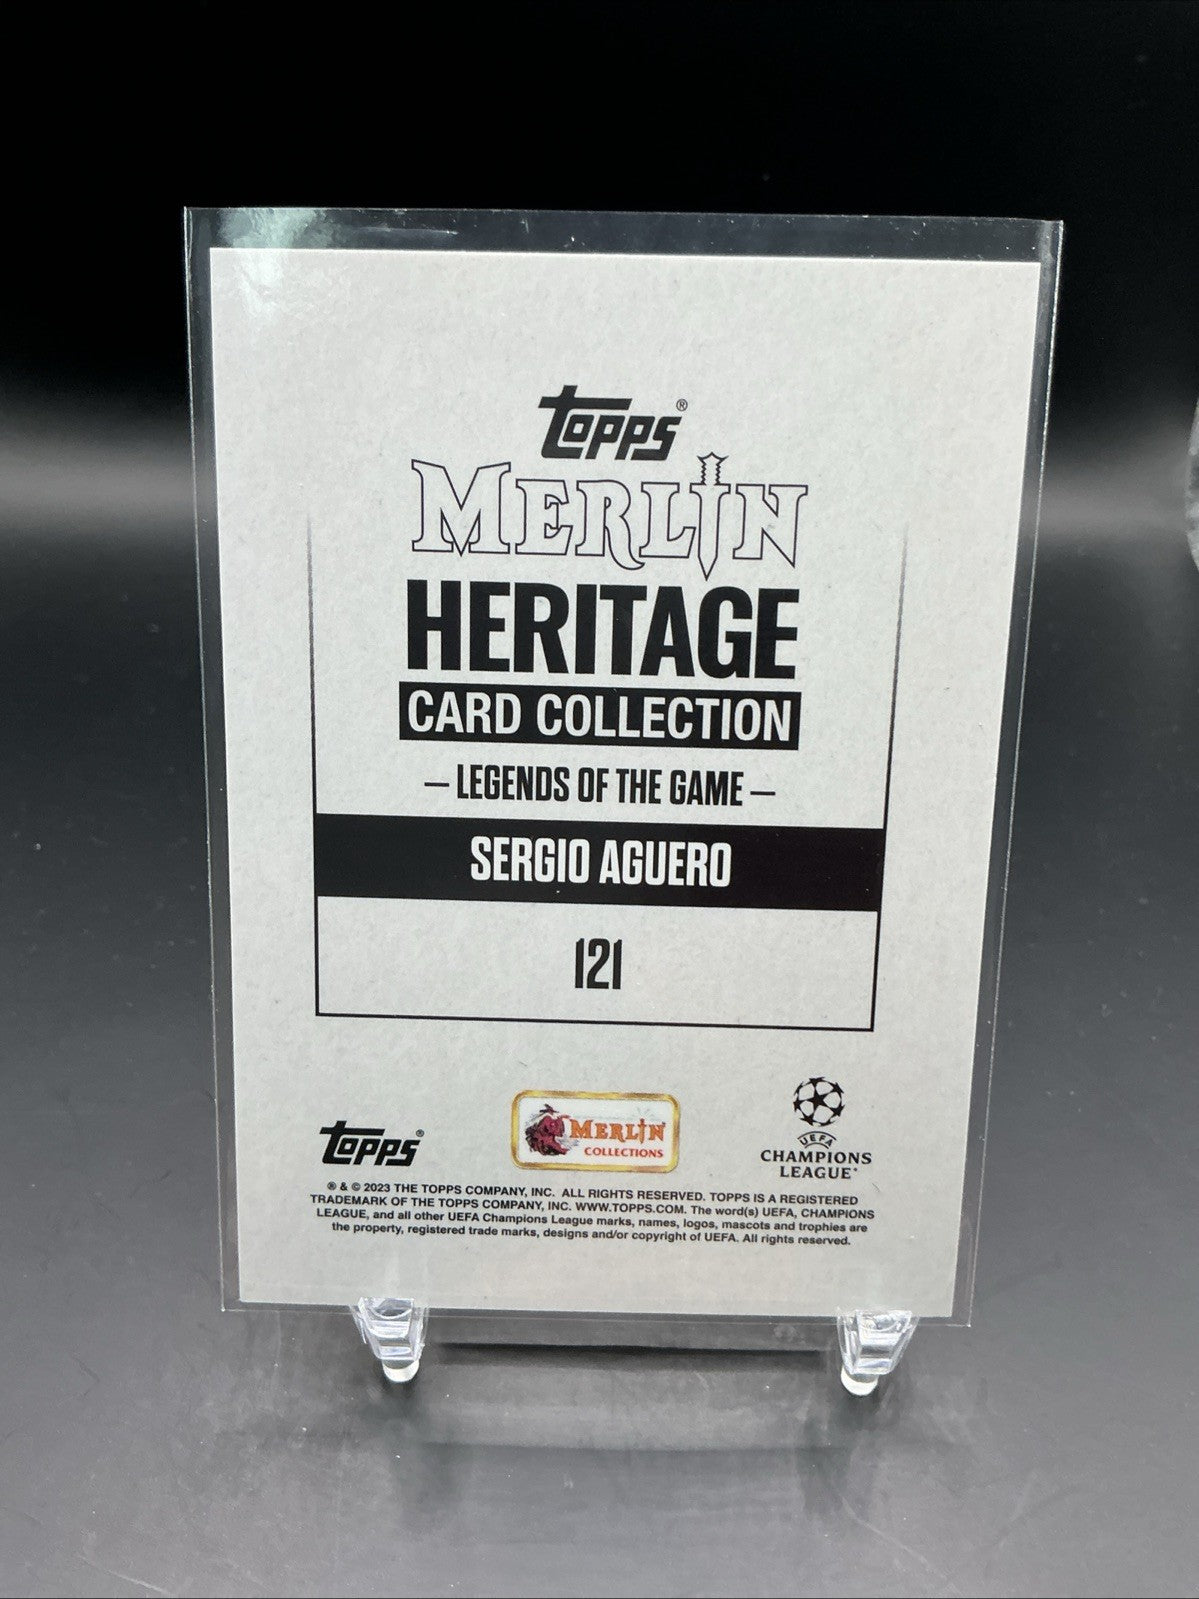 TOPPS®
MERLIN
HERITAGE
CARD COLLECTION
— LEGENDS OF THE GAME —
SERGIO AGUERO
121
TOPPS®
MERLIN
COLLECTIONS
UEFA
CHAMPIONS
LEAGUE®
® & © 2023 THE TOPPS COMPANY, INC. ALL RIGHTS RESERVED. TOPPS IS A REGISTERED
TRADEMARK OF THE TOPPS COMPANY, INC. WWW.TOPPS.COM. The word(s) UEFA, CHAMPIONS
LEAGUE, and all other UEFA Champions League marks, names, logos, mascots and trophies are
the property, registered trade marks, designs and/or copyright of UEFA. All rights reserved.